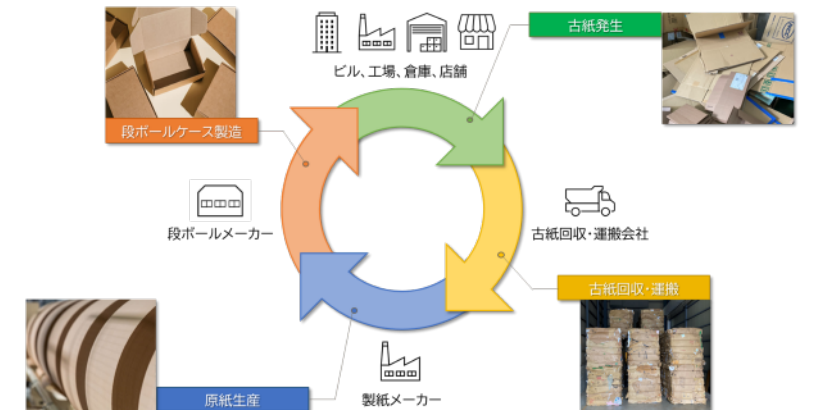 古紙発生
ビル、工場、倉庫、店舗
段ボールケース製造
段ボールメーカー
古紙回収・運搬会社
古紙回収・運搬
原紙生産
製紙メーカー